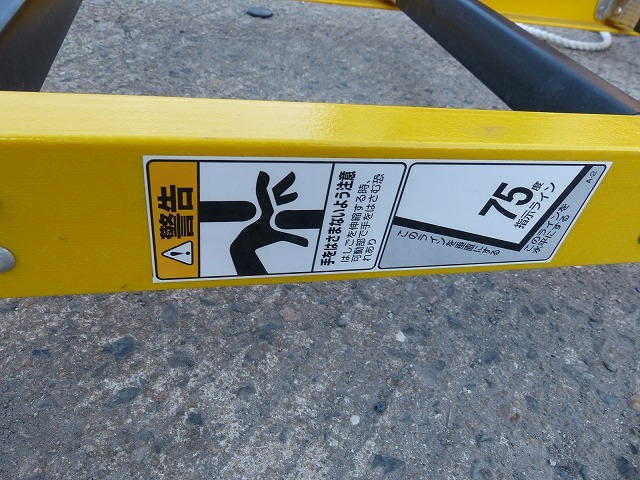 警告
手をはさまないよう注意
はしごを伸縮する時、
可動部で手をはさむ恐
れあり
75度
指示ライン
このラインを垂直にする
このラインを
水平にする
A-2